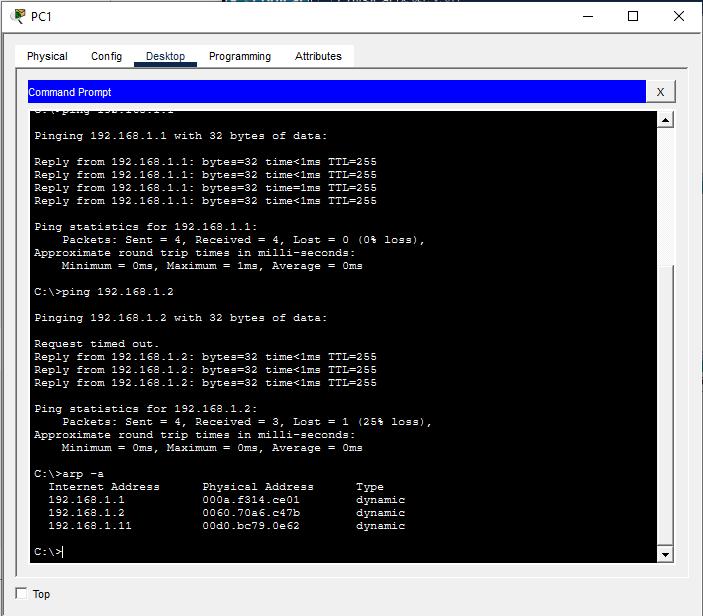 PC1
Physical Config Desktop Programming Attributes
Command Prompt X
C:\>ping 192.168.1.1
Pinging 192.168.1.1 with 32 bytes of data:
Reply from 192.168.1.1: bytes=32 time<1ms TTL=255
Reply from 192.168.1.1: bytes=32 time<1ms TTL=255
Reply from 192.168.1.1: bytes=32 time=1ms TTL=255
Reply from 192.168.1.1: bytes=32 time<1ms TTL=255
Ping statistics for 192.168.1.1:
Packets: Sent = 4, Received = 4, Lost = 0 (0% loss),
Approximate round trip times in milli-seconds:
Minimum = 0ms, Maximum = 1ms, Average = 0ms
C:\>ping 192.168.1.2
Pinging 192.168.1.2 with 32 bytes of data:
Request timed out.
Reply from 192.168.1.2: bytes=32 time<1ms TTL=255
Reply from 192.168.1.2: bytes=32 time<1ms TTL=255
Reply from 192.168.1.2: bytes=32 time<1ms TTL=255
Ping statistics for 192.168.1.2:
Packets: Sent = 4, Received = 3, Lost = 1 (25% loss),
Approximate round trip times in milli-seconds:
Minimum = 0ms, Maximum = 0ms, Average = 0ms
C:\>arp -a
Internet Address Physical Address Type
192.168.1.1 000a.f314.ce01 dynamic
192.168.1.2 0060.70a6.c47b dynamic
192.168.1.11 00d0.bc79.0e62 dynamic
C:\>
Top